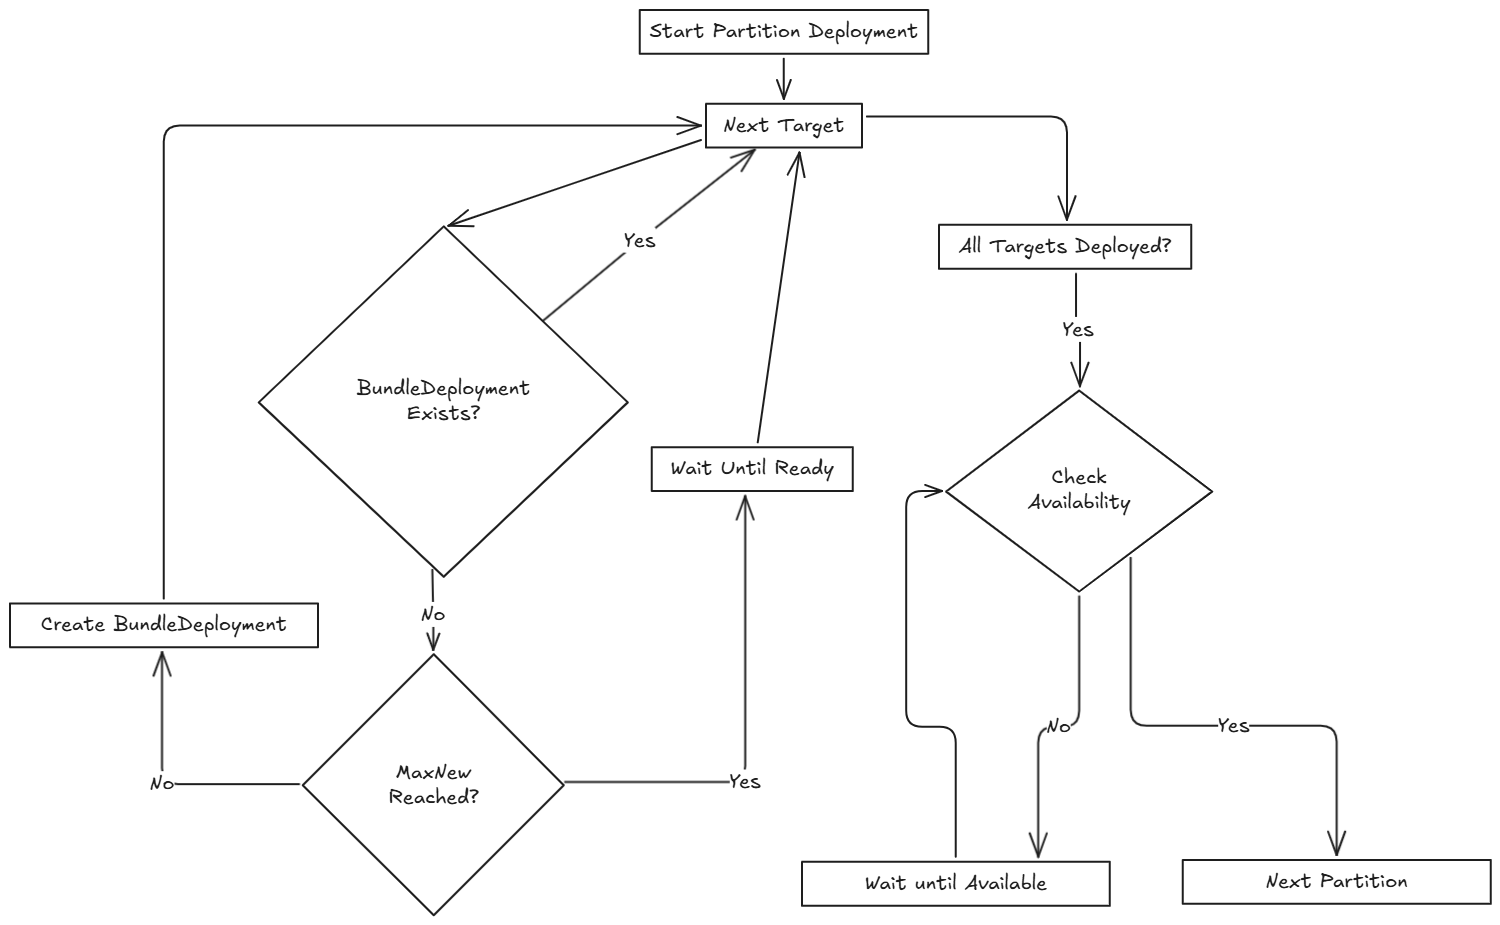 Start Partition Deployment
Next Target
Yes
All Targets Deployed?
Yes
BundleDeployment
Exists?
Wait Until Ready
Check
Availability
No
Create BundleDeployment
No
Yes
MaxNew
Reached?
No
Yes
Wait until Available
Next Partition